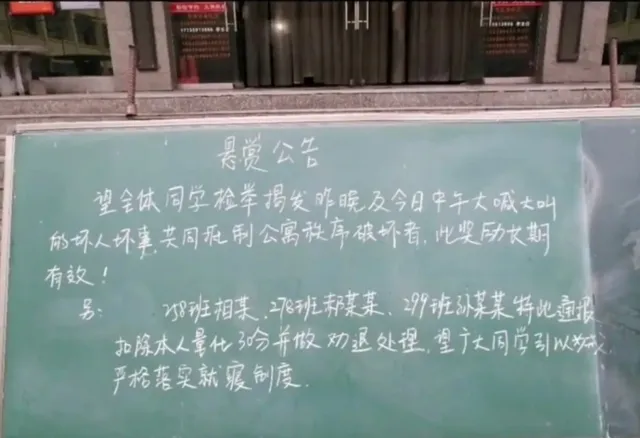 悬赏公告
望全体同学检举揭发昨晚及今日中午大喊大叫
的坏人坏事,共同抵制公寓秩序破坏者,此奖励长期
有效!
另: 258班相某、278班郝某某、299班孙某某特此通报
扣除本人量化30分并做劝退处理,望广大同学引以为戒,
严格落实就寝制度.